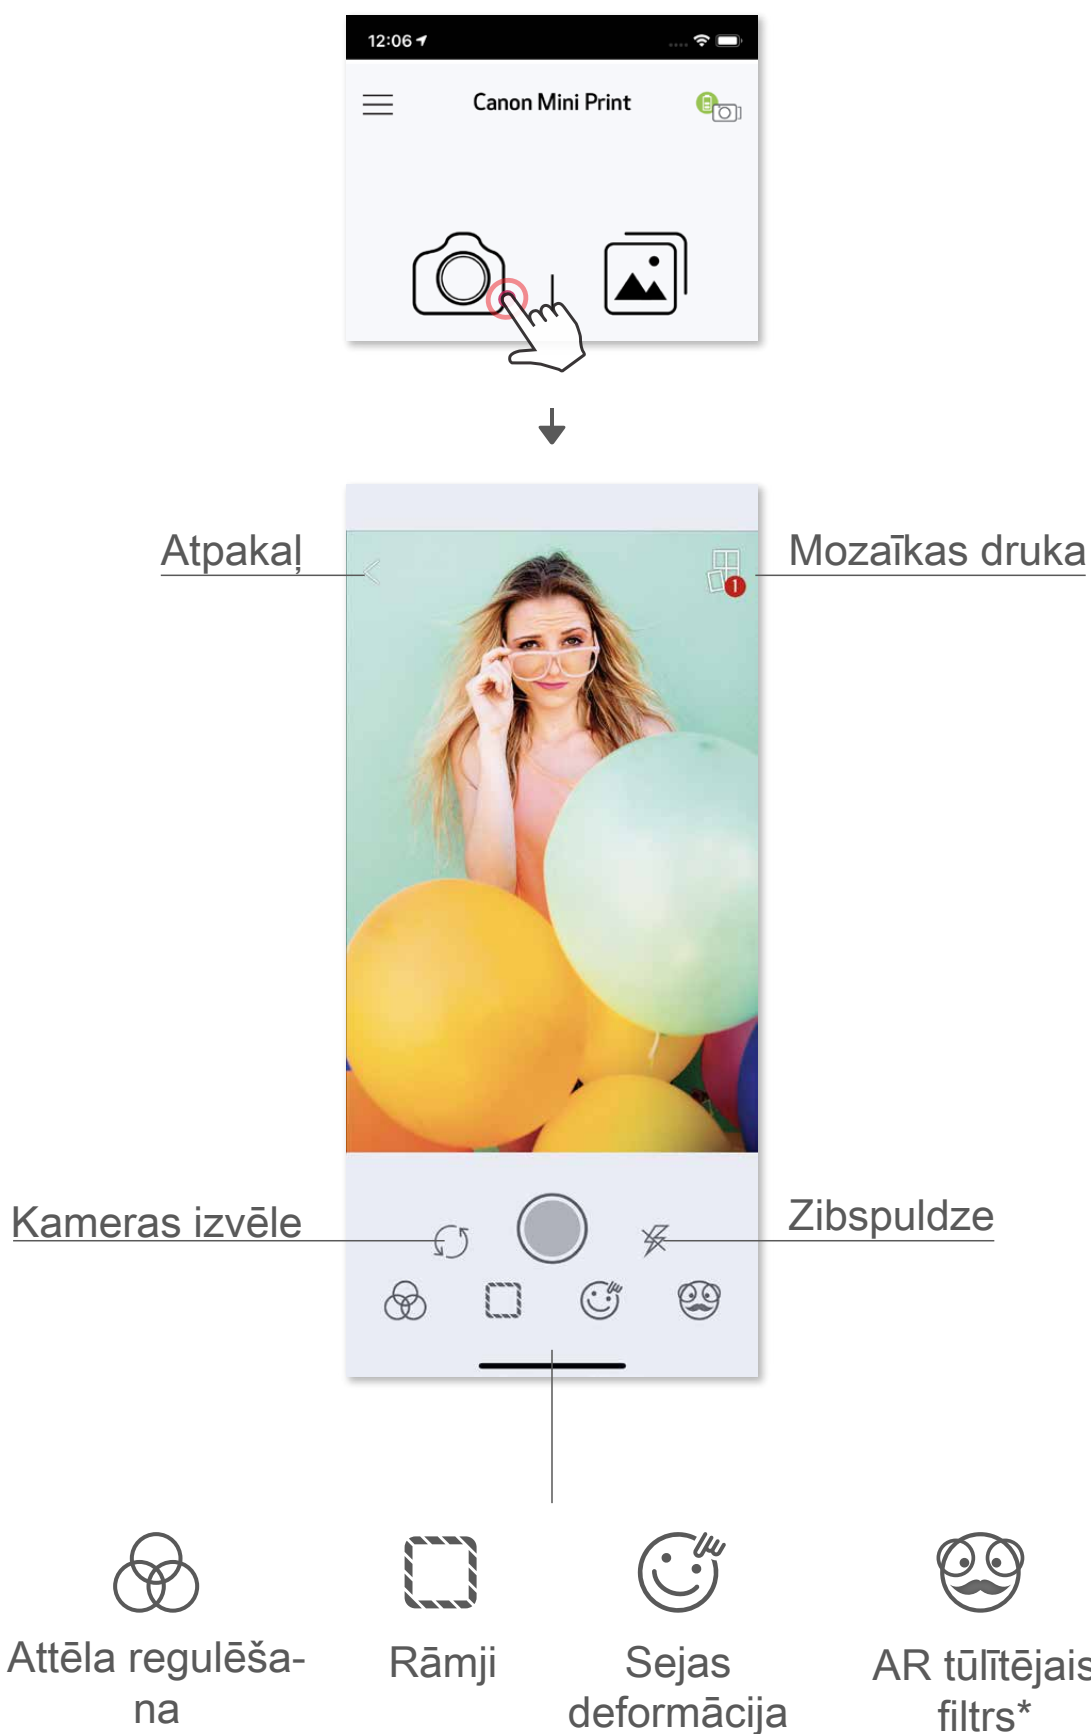 12:06
Canon Mini Print
Atpakaļ
Mozaīkas druka
1
Kameras izvēle
Zibspuldze
Attēla regulēša-
na
Rāmji
Sejas
deformācija
AR tūlītējais
filtrs*